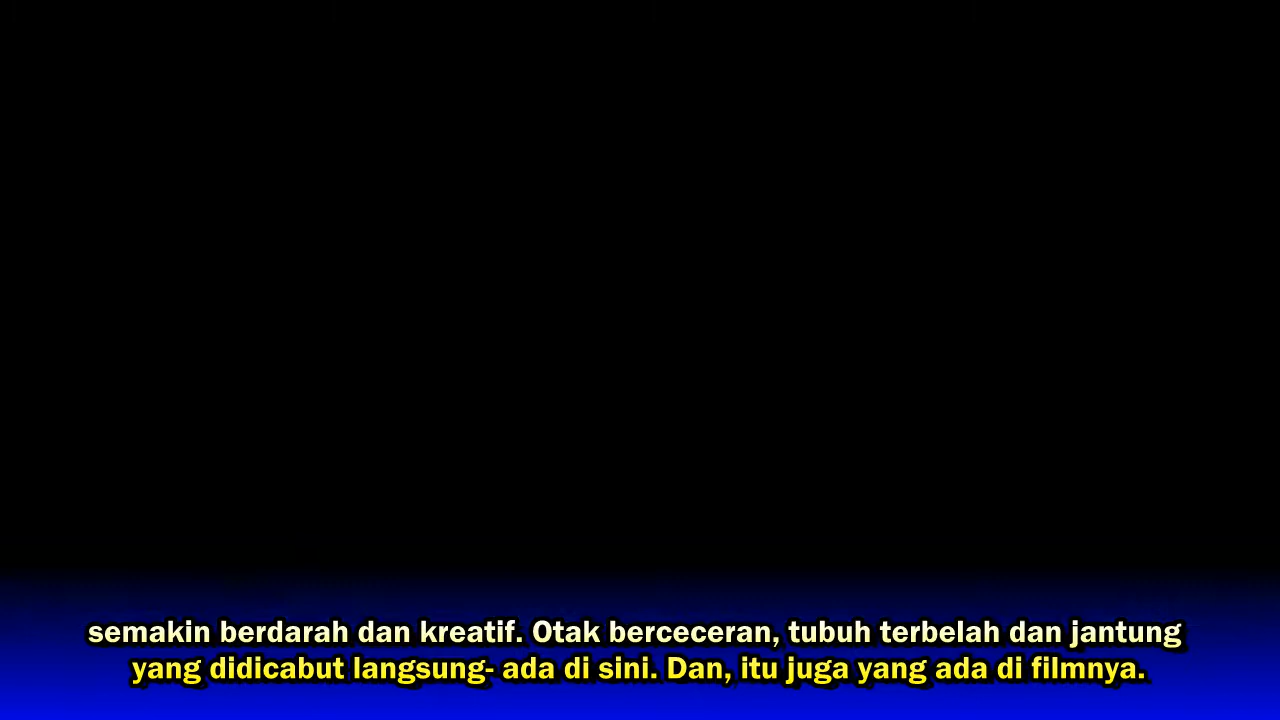 semakin berdarah dan kreatif. Otak berceceran, tubuh terbelah dan jantung
yang didicabut langsung- ada di sini. Dan, itu juga yang ada di filmnya.